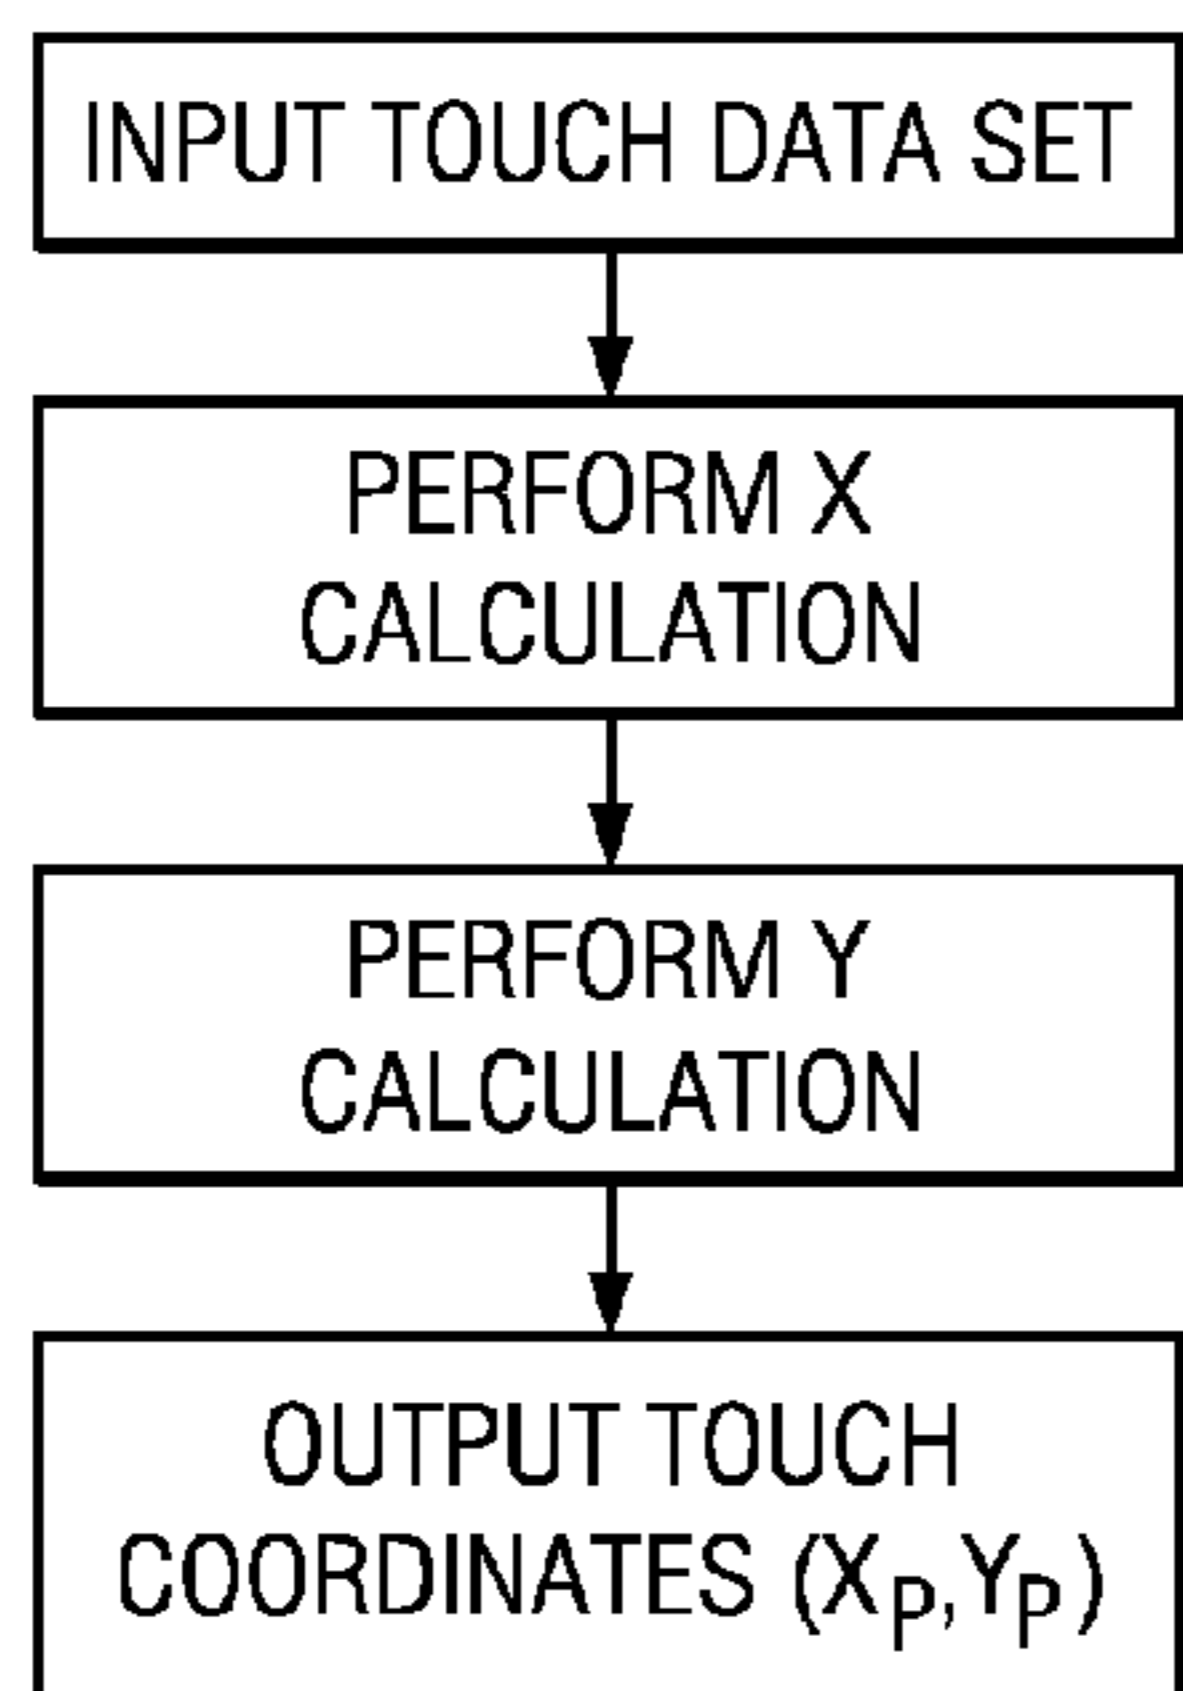 INPUT TOUCH DATA SET
PERFORM X
CALCULATION
PERFORM Y
CALCULATION
OUTPUT TOUCH
COORDINATES (XP,YP)